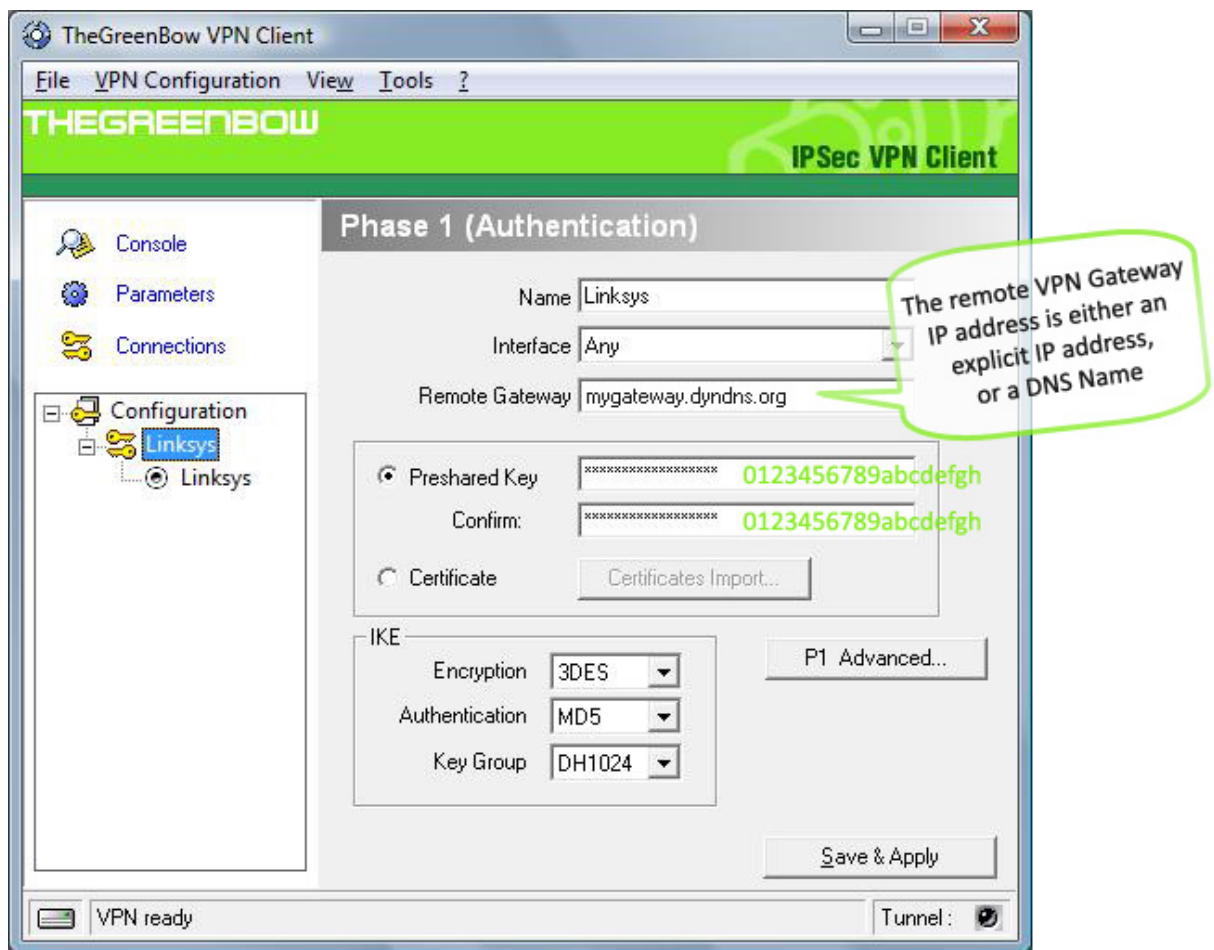 TheGreenBow VPN Client
File VPN Configuration View Tools ?
THEGREENBOW
IPSec VPN Client
Console
Parameters
Connections
Configuration
Linksys
Linksys
Phase 1 (Authentication)
Name Linksys
Interface Any
Remote Gateway mygateway.dyndns.org
The remote VPN Gateway
IP address is either an
explicit IP address,
or a DNS Name
Preshared Key ****************** 0123456789abcdefgh
Confirm: ****************** 0123456789abcdefgh
Certificate Certificates Import...
IKE
Encryption 3DES
Authentication MD5
Key Group DH1024
P1 Advanced...
Save & Apply
VPN ready
Tunnel: